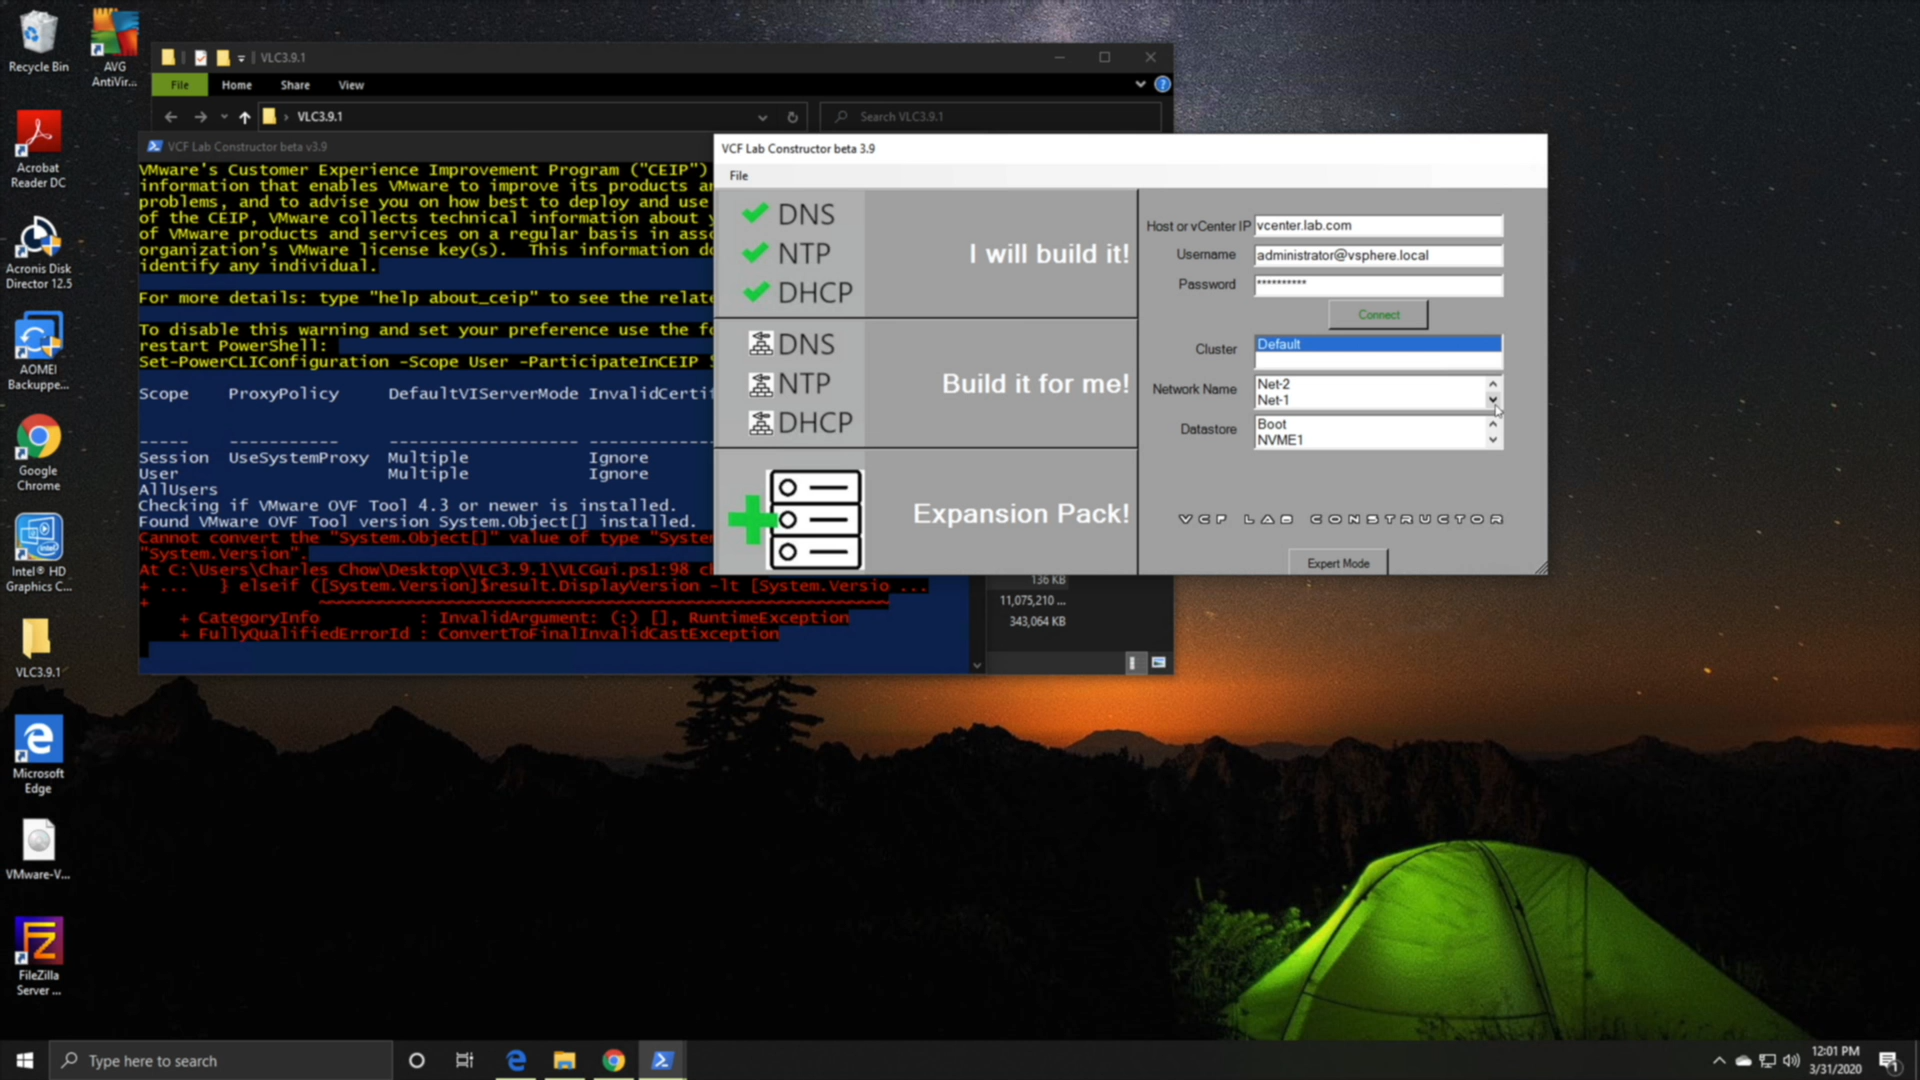 Recycle Bin
AVG
AntiVir...
Acrobat
Reader DC
Acronis Disk
Director 12.5
AOMEI
Backuppe...
Google
Chrome
Intel® HD
Graphics C...
VLC3.9.1
Microsoft
Edge
VMware-V...
FileZilla
Server ...
VLC3.9.1
File Home Share View
VLC3.9.1
Search VLC3.9.1
VCF Lab Constructor beta v3.9
VMware's Customer Experience Improvement Program ("CEIP")
information that enables VMware to improve its products
problems, and to advise you on how best to deploy and use
of the CEIP, VMware collects technical information about
of VMware products and services on a regular basis in
organization's VMware license key(s). This information
identify any individual.
For more details: type "help about_ceip" to see the
To disable this warning and set your preference use the
restart PowerShell:
Set-PowerCLIConfiguration -Scope User -ParticipateInCEIP
Scope ProxyPolicy DefaultVIServerMode
----- ----------- -------------------
Session UseSystemProxy Multiple Ignore
User Multiple Ignore
AllUsers
Checking if VMware OVF Tool 4.3 or newer is installed.
Found VMware OVF Tool version System.Object[] installed.
Cannot convert the "System.Object[]" value of type
"System.Version".
At C:\Users\Charles Chow\Desktop\VLC3.9.1\VLCGui.ps1:98
+ ... } elseif ([System.Version]$result.DisplayVersion -lt [System.Versio ...
+ ~~~~~~~~~~~~~~~~~~~~~~~~~~~~~~~~~~~~~~~~~~~~~~~~~~~~~~~~~
+ CategoryInfo : InvalidArgument: (:) [], RuntimeException
+ FullyQualifiedErrorId : ConvertToFinalInvalidCastException
136 KB
11,075,210 ...
343,064 KB
VCF Lab Constructor beta 3.9
File
DNS
NTP
DHCP
I will build it!
DNS
NTP
DHCP
Build it for me!
Expansion Pack!
Host or vCenter IP vcenter.lab.com
Username administrator@vsphere.local
Password **********
Connect
Cluster Default
Network Name Net-2
Net-1
Datastore Boot
NVME1
VCF LAB CONSTRUCTOR
Expert Mode
Type here to search
12:01 PM
3/31/2020
1